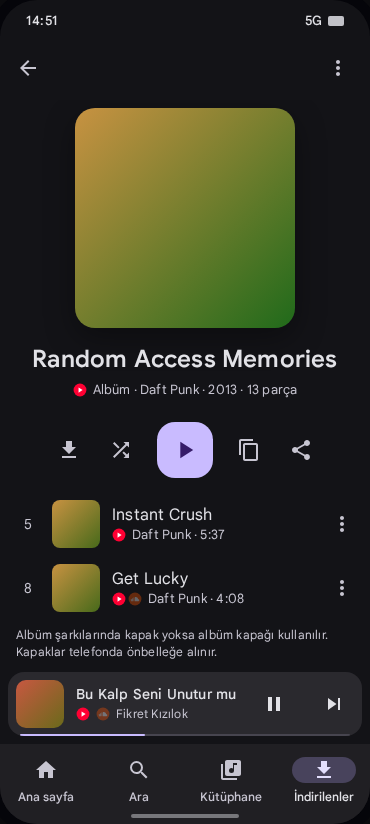 14:51
5G
Random Access Memories
Albüm · Daft Punk · 2013 · 13 parça
5
Instant Crush
Daft Punk · 5:37
8
Get Lucky
Daft Punk · 4:08
Albüm şarkılarında kapak yoksa albüm kapağı kullanılır.
Kapaklar telefonda önbelleğe alınır.
Bu Kalp Seni Unutur mu
Fikret Kızılok
Ana sayfa
Ara
Kütüphane
İndirilenler